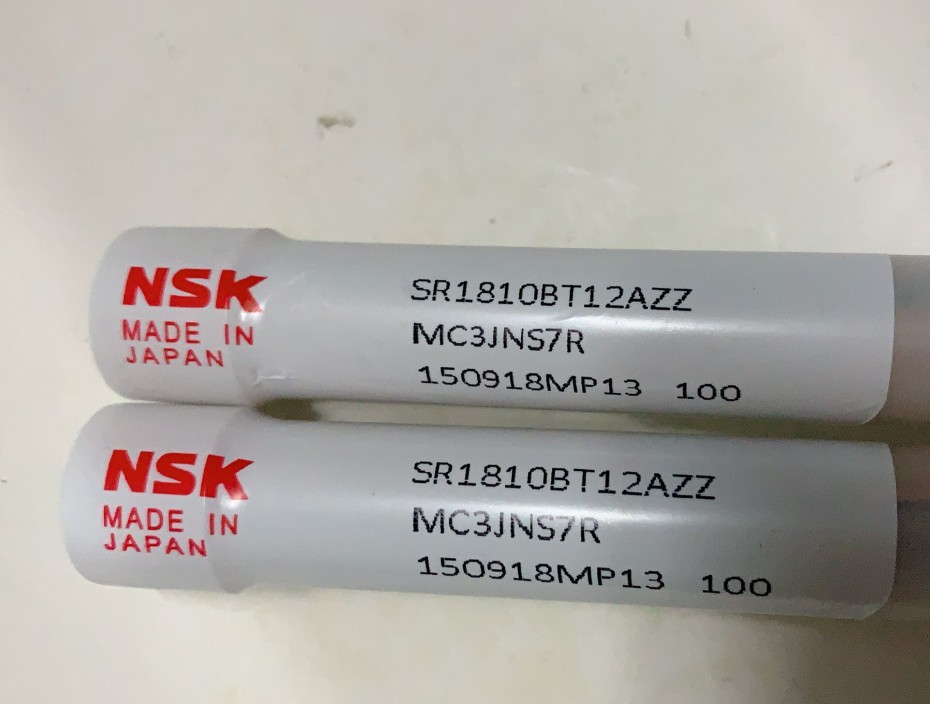 NSK
MADE IN
JAPAN
SR1810BT12AZZ
MC3JNS7R
150918MP13 100
NSK
MADE IN
JAPAN
SR1810BT12AZZ
MC3JNS7R
150918MP13 100